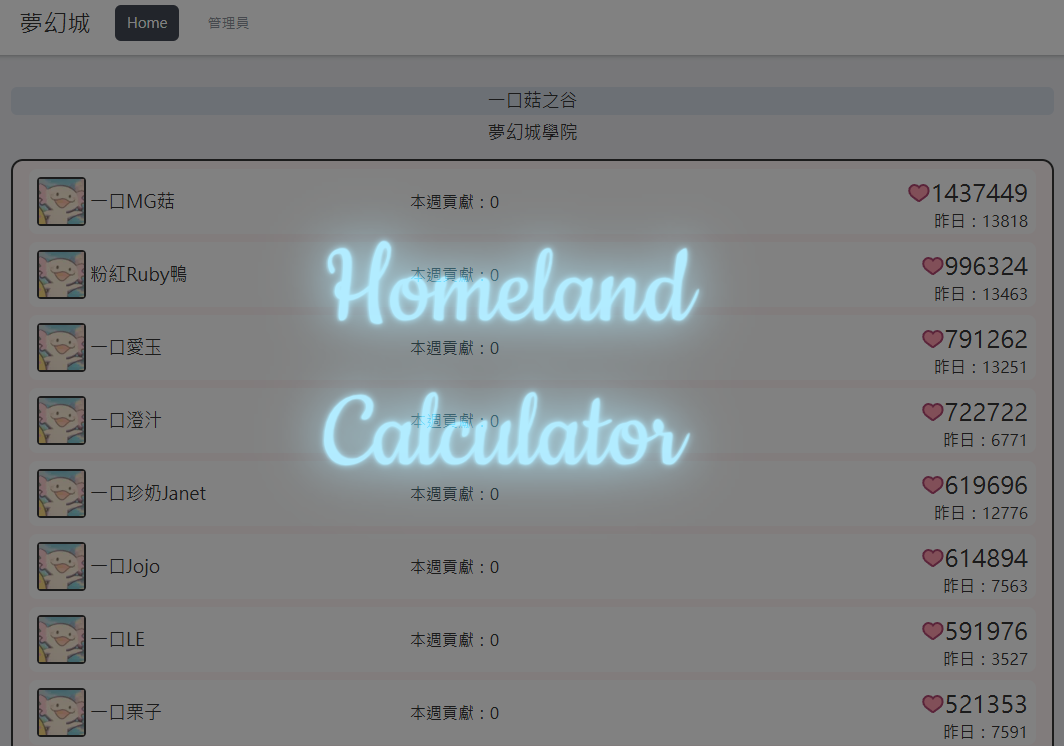 夢幻城 Home 管理員
一口菇之谷
夢幻城學院
一口MG菇 本週貢獻：0 1437449
昨日：13818
粉紅Ruby鴨 本週貢獻：0 996324
昨日：13463
Homeland
一口愛玉 本週貢獻：0 791262
昨日：13251
一口澄汁 本週貢獻：0 722722
昨日：6771
Calculator
一口珍奶Janet 本週貢獻：0 619696
昨日：12776
一口Jojo 本週貢獻：0 614894
昨日：7563
一口LE 本週貢獻：0 591976
昨日：3527
一口栗子 本週貢獻：0 521353
昨日：7591